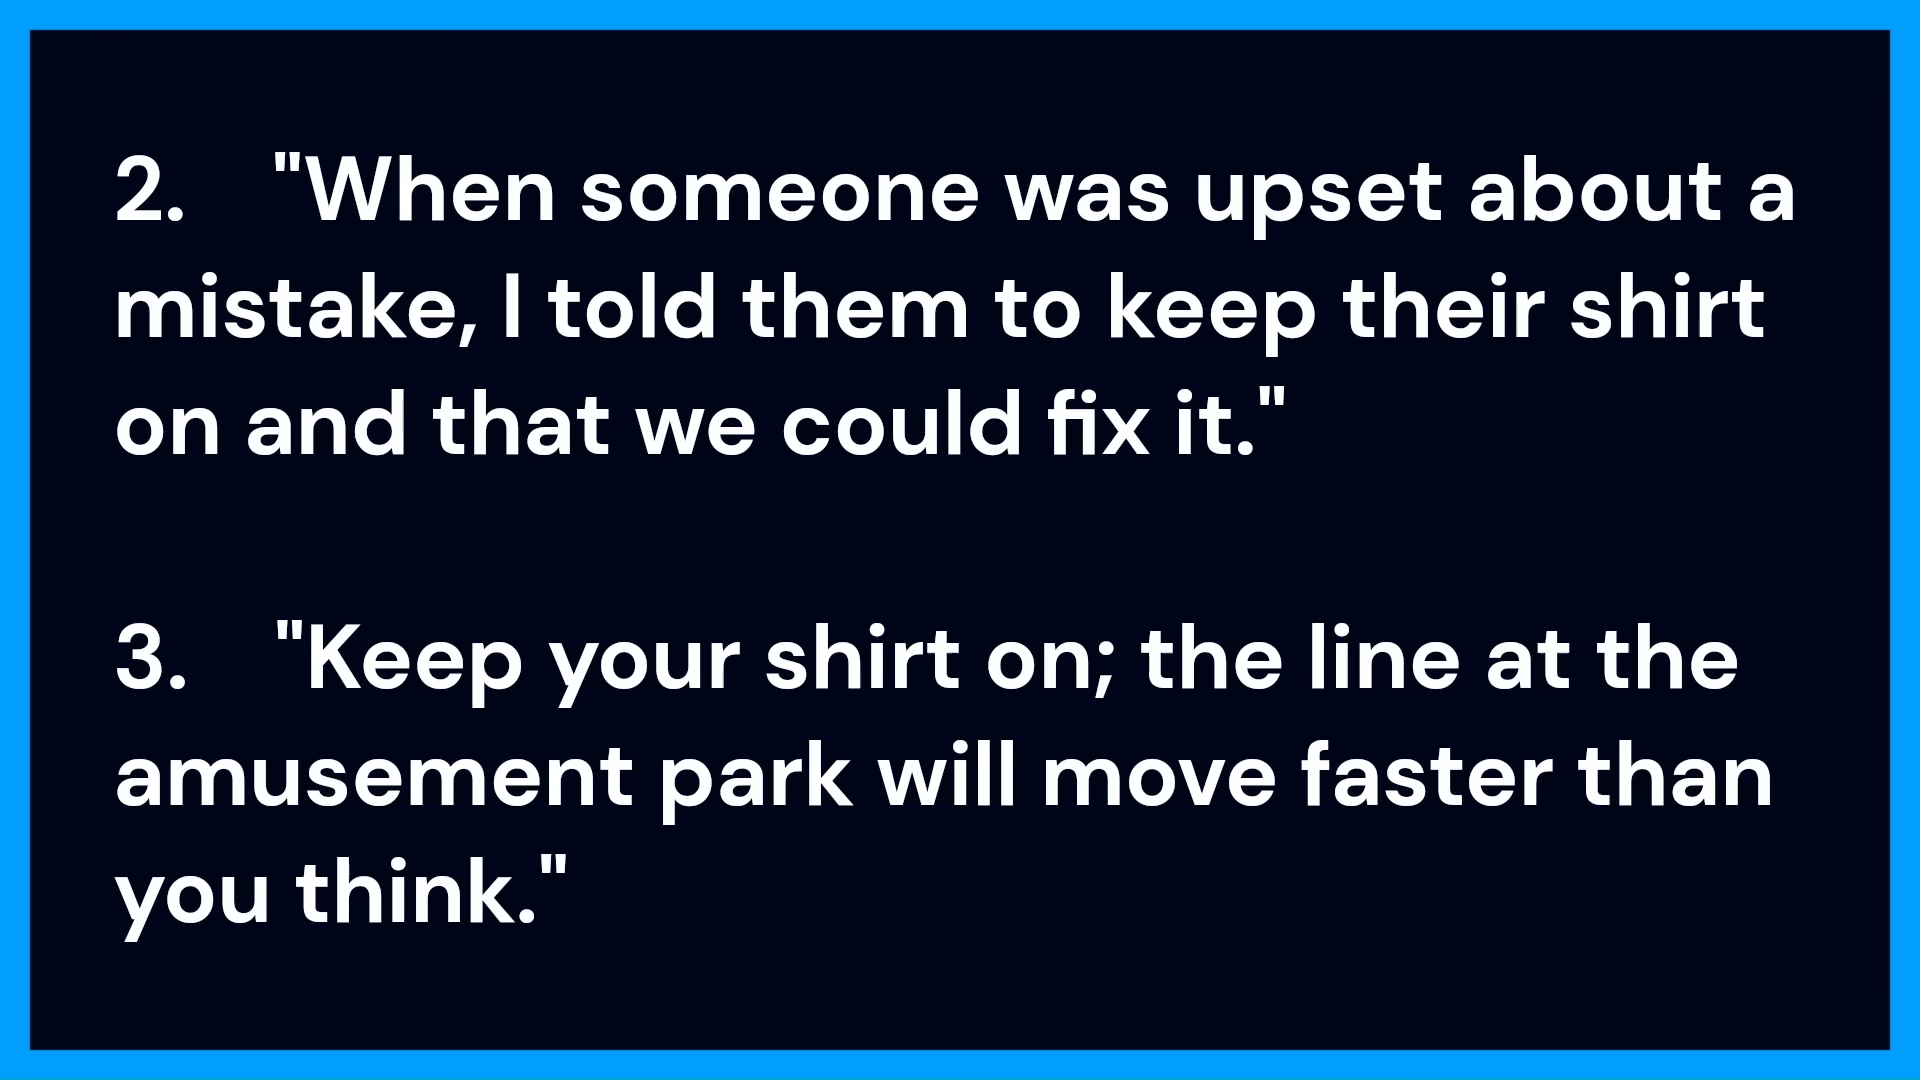 2. "When someone was upset about a
mistake, I told them to keep their shirt
on and that we could fix it."
3. "Keep your shirt on; the line at the
amusement park will move faster than
you think."